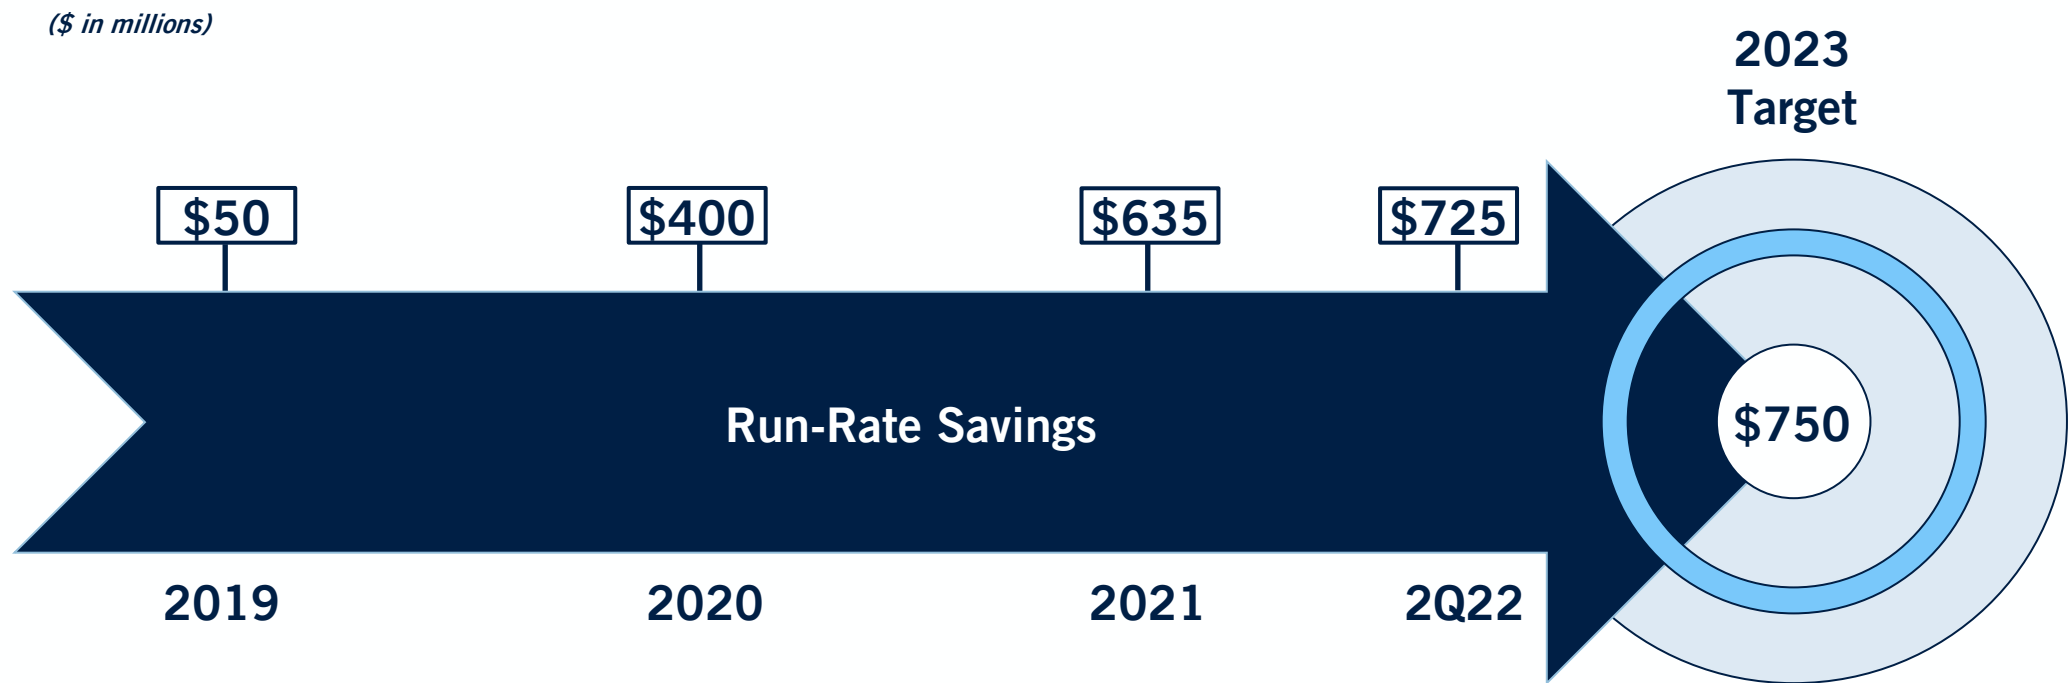 ($ in millions)
2023
Target
$50 $400 $635 $725
Run-Rate Savings
$750
2019 2020 2021 2Q22